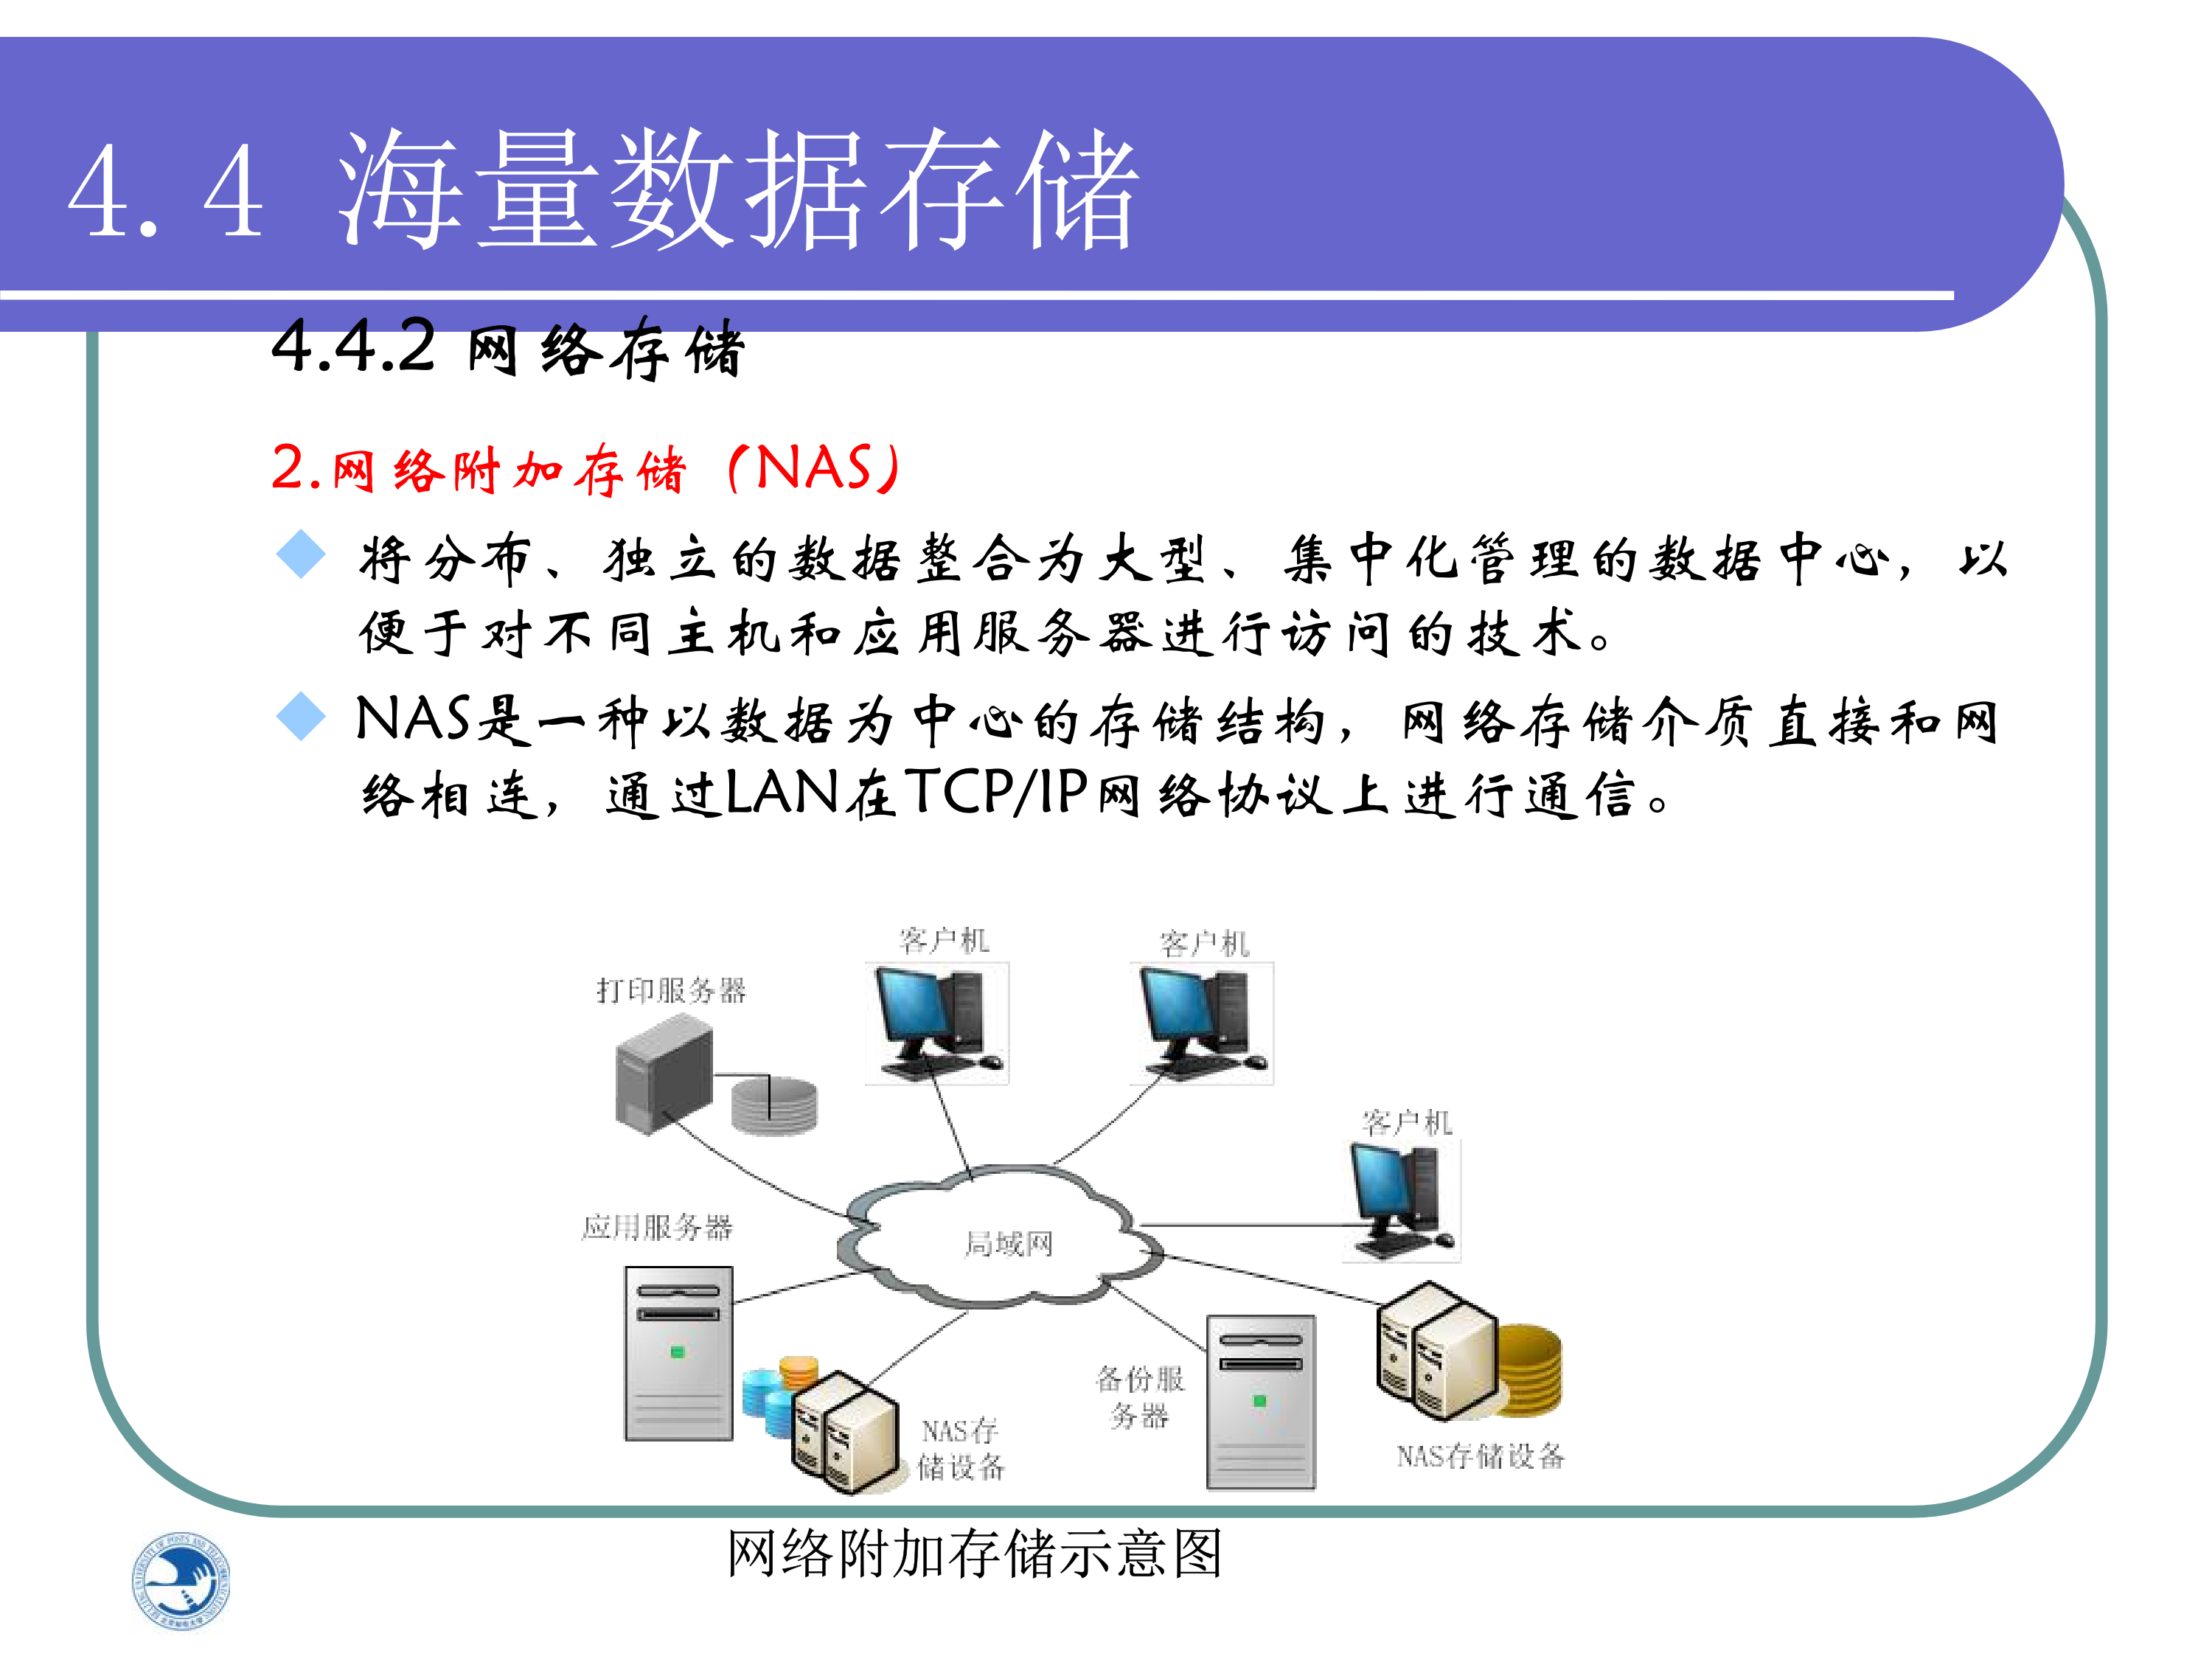 4.4 海量数据存储
4.4.2 网络存储
2.网络附加存储（NAS）
将分布、独立的数据整合为大型、集中化管理的数据中心，以
便于对不同主机和应用服务器进行访问的技术。
NAS是一种以数据为中心的存储结构，网络存储介质直接和网
络相连，通过LAN在TCP/IP网络协议上进行通信。
客户机
客户机
打印服务器
客户机
应用服务器
局域网
备份服
务器
NAS存
储设备
NAS存储设备
网络附加存储示意图